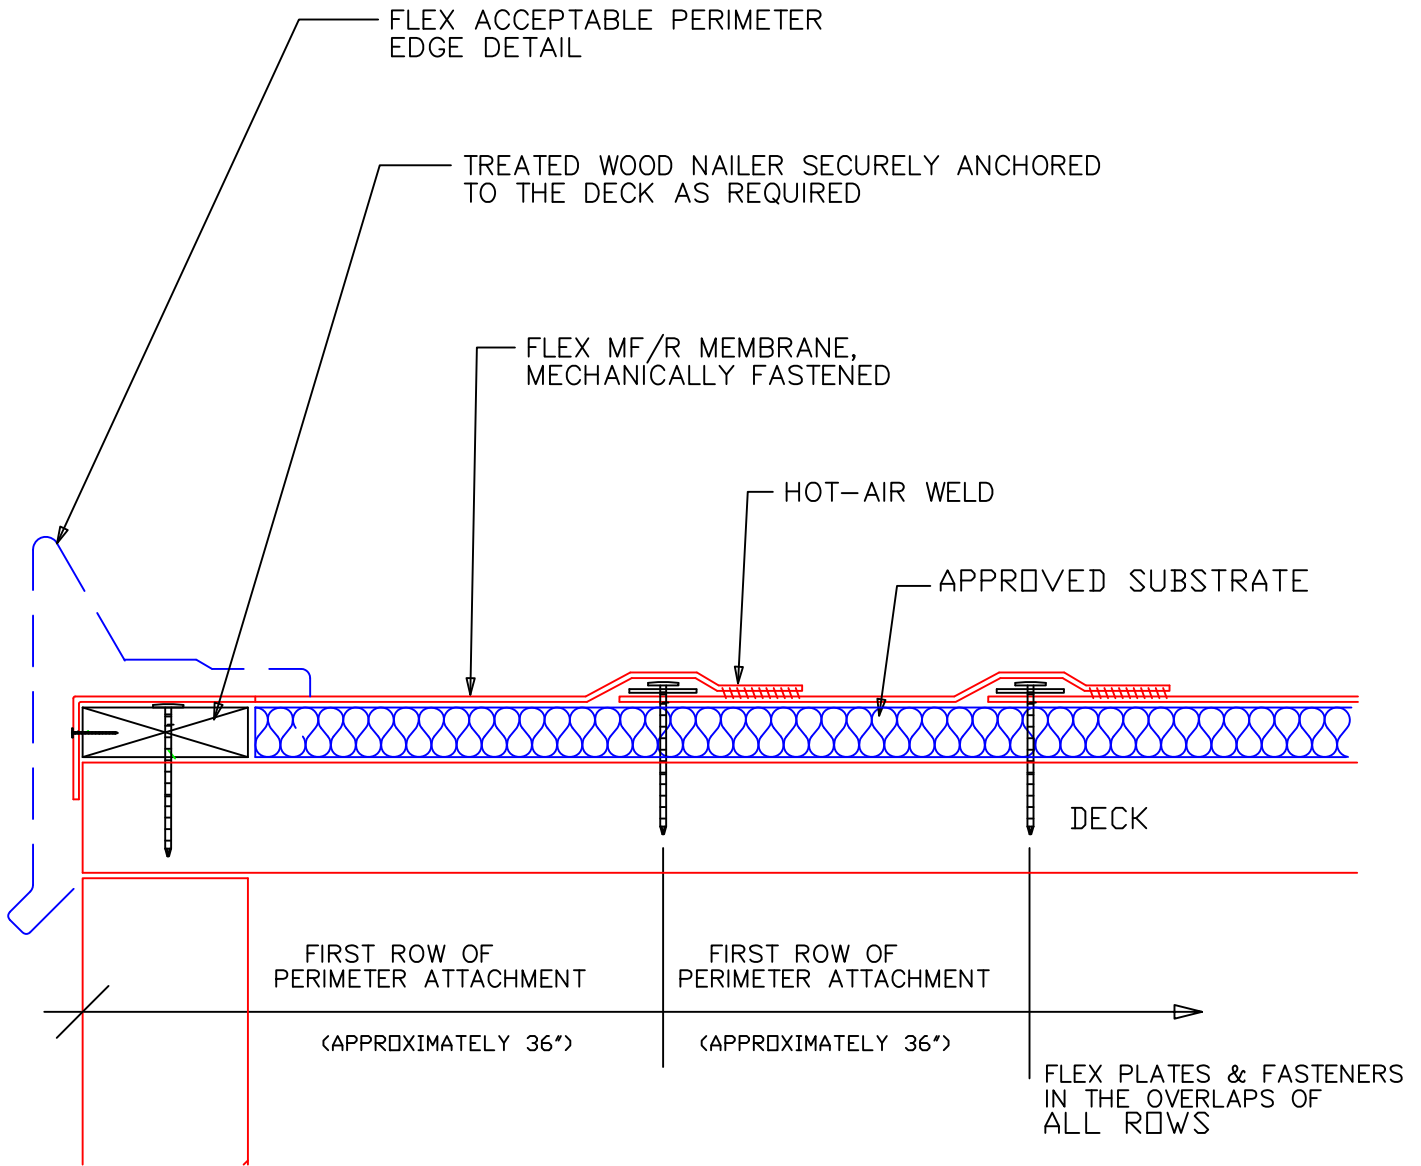 FLEX ACCEPTABLE PERIMETER
EDGE DETAIL
TREATED WOOD NAILER SECURELY ANCHORED
TO THE DECK AS REQUIRED
FLEX MF/R MEMBRANE,
MECHANICALLY FASTENED
HOT-AIR WELD
APPROVED SUBSTRATE
DECK
FIRST ROW OF
PERIMETER ATTACHMENT
(APPROXIMATELY 36")
FIRST ROW OF
PERIMETER ATTACHMENT
(APPROXIMATELY 36")
FLEX PLATES & FASTENERS
IN THE OVERLAPS OF
ALL ROWS